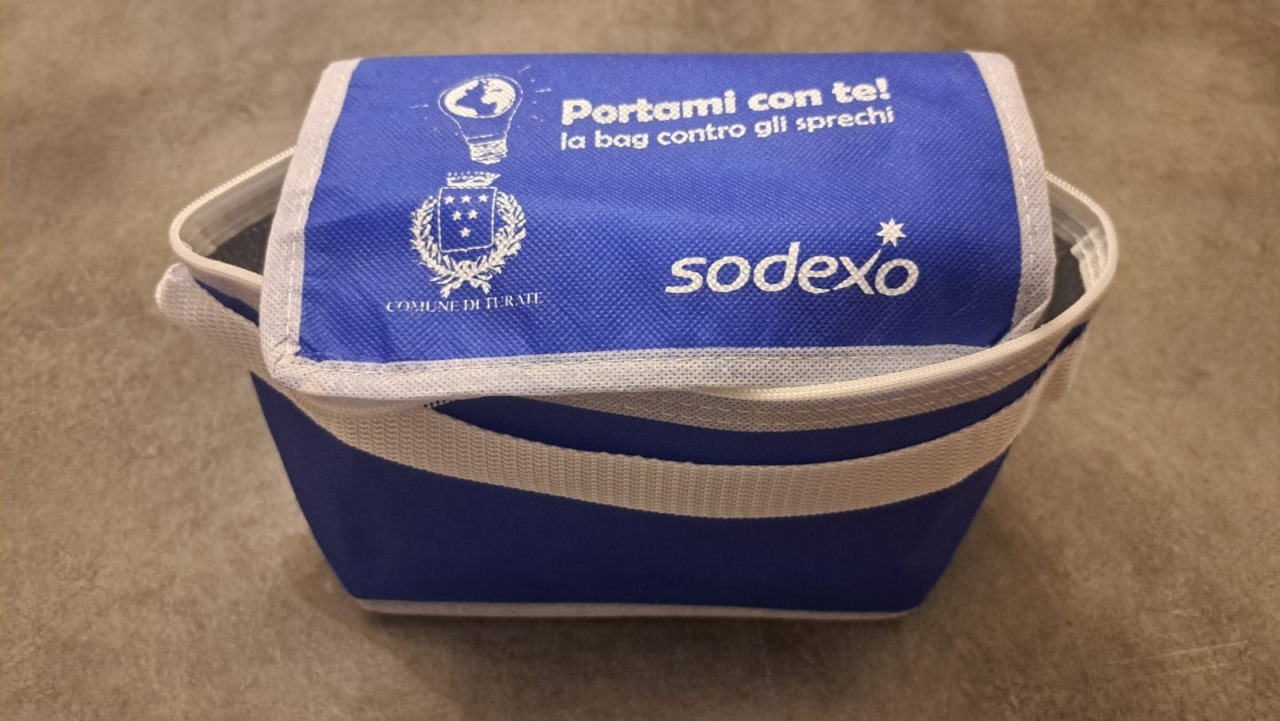 Portami con te!
la bag contro gli sprechi
COMUNE DI TURATE
sodexo